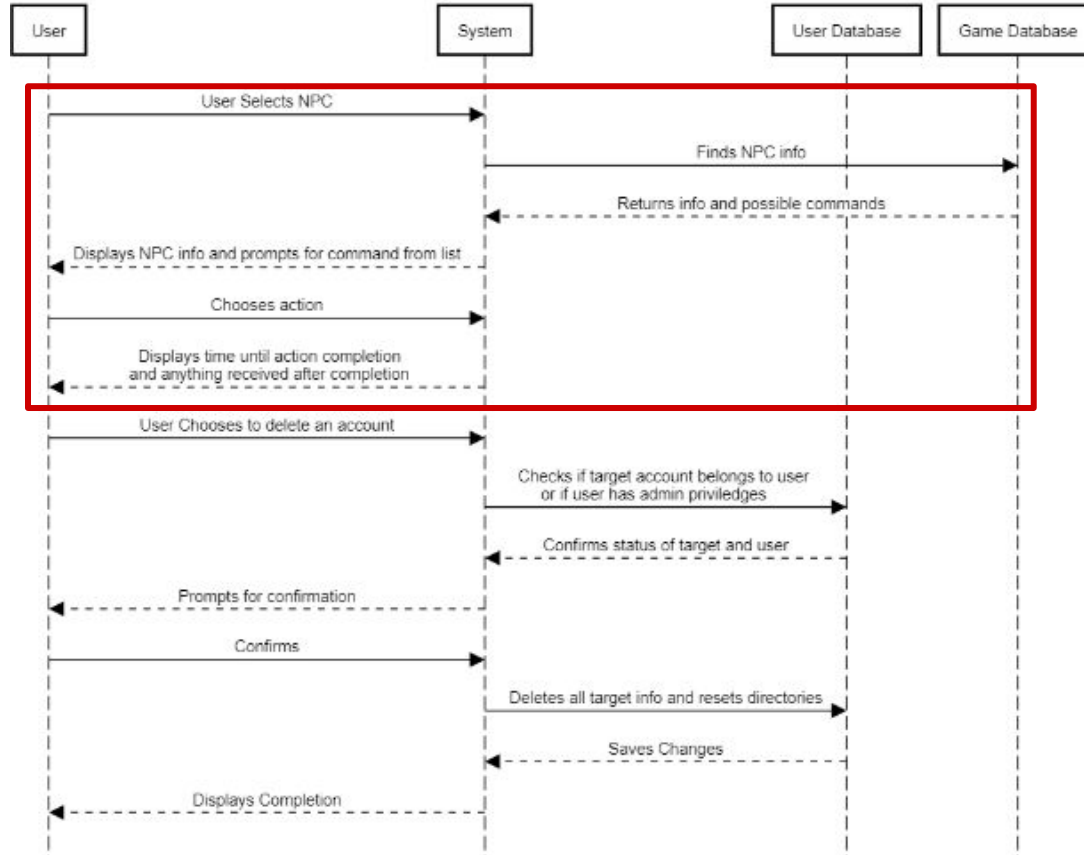 User
System
User Database
Game Database
User Selects NPC
Finds NPC info
Returns info and possible commands
Displays NPC info and prompts for command from list
Chooses action
Displays time until action completion
and anything received after completion
User Chooses to delete an account
Checks if target account belongs to user
or if user has admin priviledges
Confirms status of target and user
Prompts for confirmation
Confirms
Deletes all target info and resets directories
Saves Changes
Displays Completion